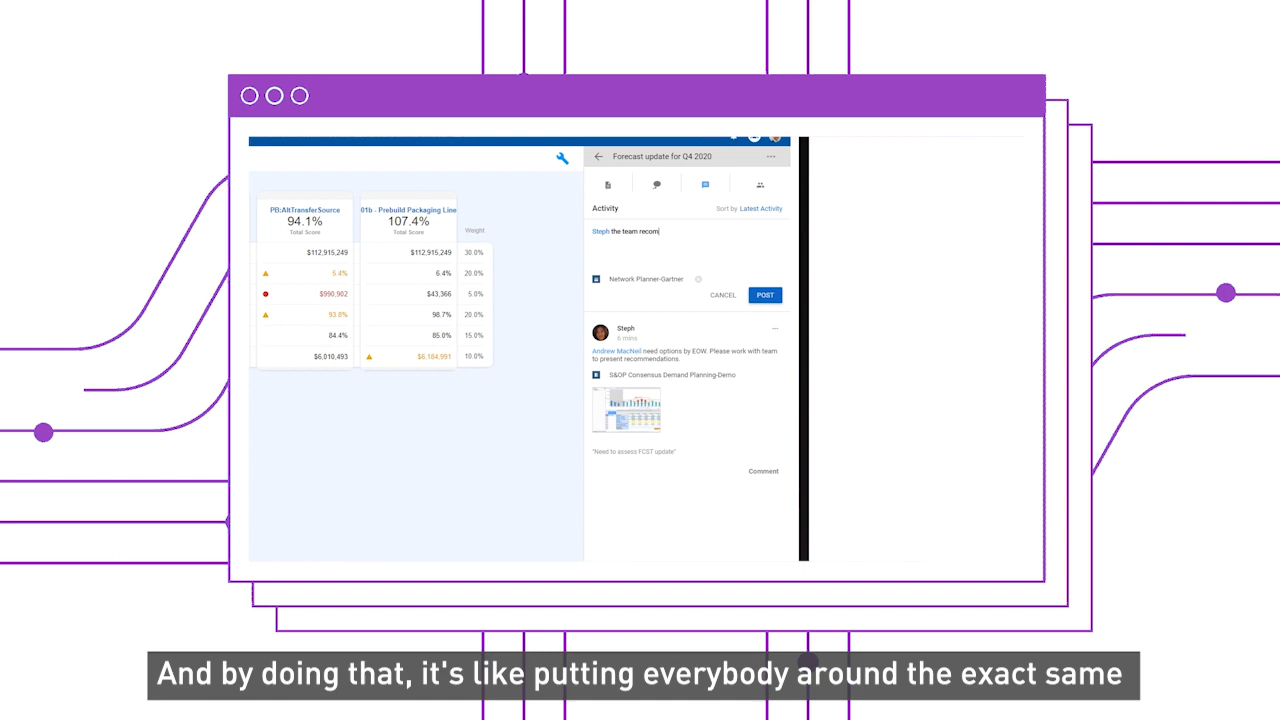 Forecast update for Q4 2020
Activity
Sort by Latest Activity
Steph the team recom
Network Planner-Gartner
CANCEL
POST
Steph
6 mins
Andrew MacNeil need options by EOW. Please work with team
to present recommendations.
S&OP Consensus Demand Planning-Demo
"Need to assess FCST update"
Comment
PB:AltTransferSource
94.1%
Total Score
01b - Prebuild Packaging Line
107.4%
Total Score
Weight
$112,915,249 $112,915,249 30.0%
5.4% 6.4% 20.0%
$990,902 $43,366 5.0%
93.8% 98.7% 20.0%
84.4% 85.0% 15.0%
$6,010,493 $6,184,991 10.0%
And by doing that, it's like putting everybody around the exact same